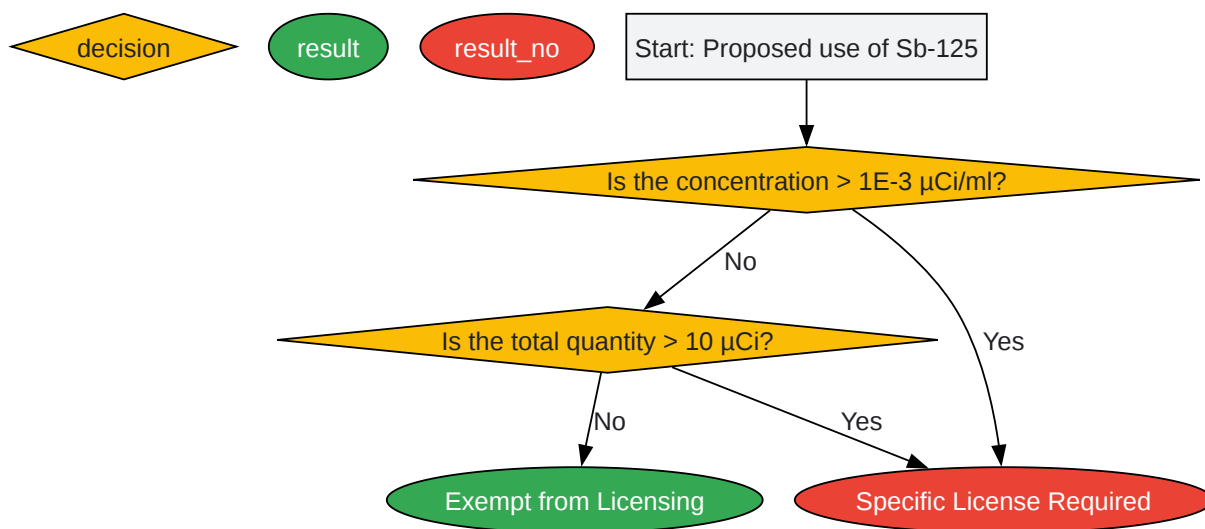 decision
result
result_no
Start: Proposed use of Sb-125
Is the concentration > 1E-3 µCi/ml?
No
Yes
Is the total quantity > 10 µCi?
No
Yes
Exempt from Licensing
Specific License Required